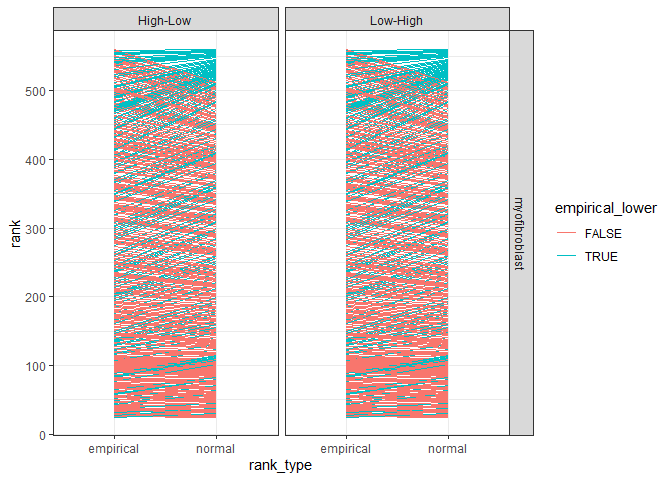 High-Low
Low-High
500
400
300
200
100
0
rank
empirical
normal
empirical
normal
rank_type
myofibroblast
empirical_lower
FALSE
TRUE